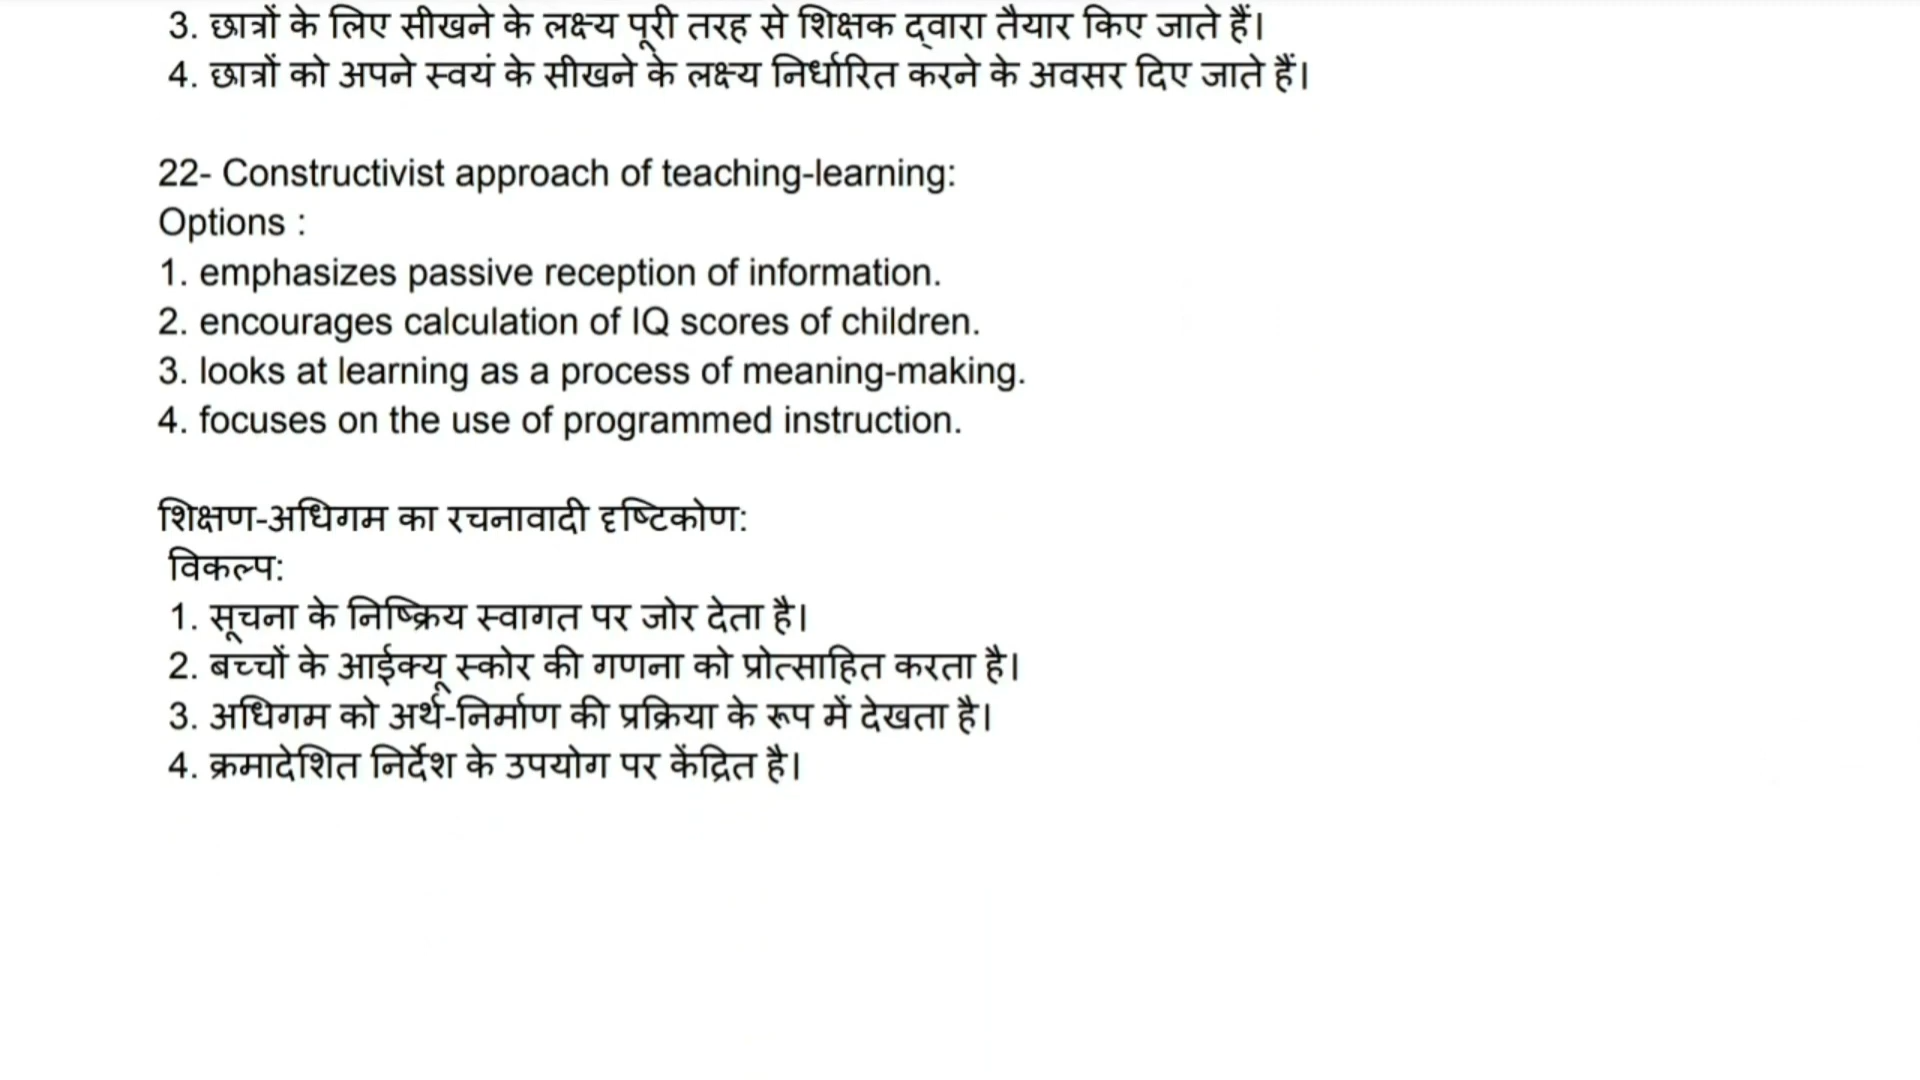 3. छात्रों के लिए सीखने के लक्ष्य पूरी तरह से शिक्षक द्वारा तैयार किए जाते हैं।
4. छात्रों को अपने स्वयं के सीखने के लक्ष्य निर्धारित करने के अवसर दिए जाते हैं।
22- Constructivist approach of teaching-learning:
Options :
1. emphasizes passive reception of information.
2. encourages calculation of IQ scores of children.
3. looks at learning as a process of meaning-making.
4. focuses on the use of programmed instruction.
शिक्षण-अधिगम का रचनावादी दृष्टिकोण:
विकल्प:
1. सूचना के निष्क्रिय स्वागत पर जोर देता है।
2. बच्चों के आईक्यू स्कोर की गणना को प्रोत्साहित करता है।
3. अधिगम को अर्थ-निर्माण की प्रक्रिया के रूप में देखता है।
4. क्रमादेशित निर्देश के उपयोग पर केंद्रित है।